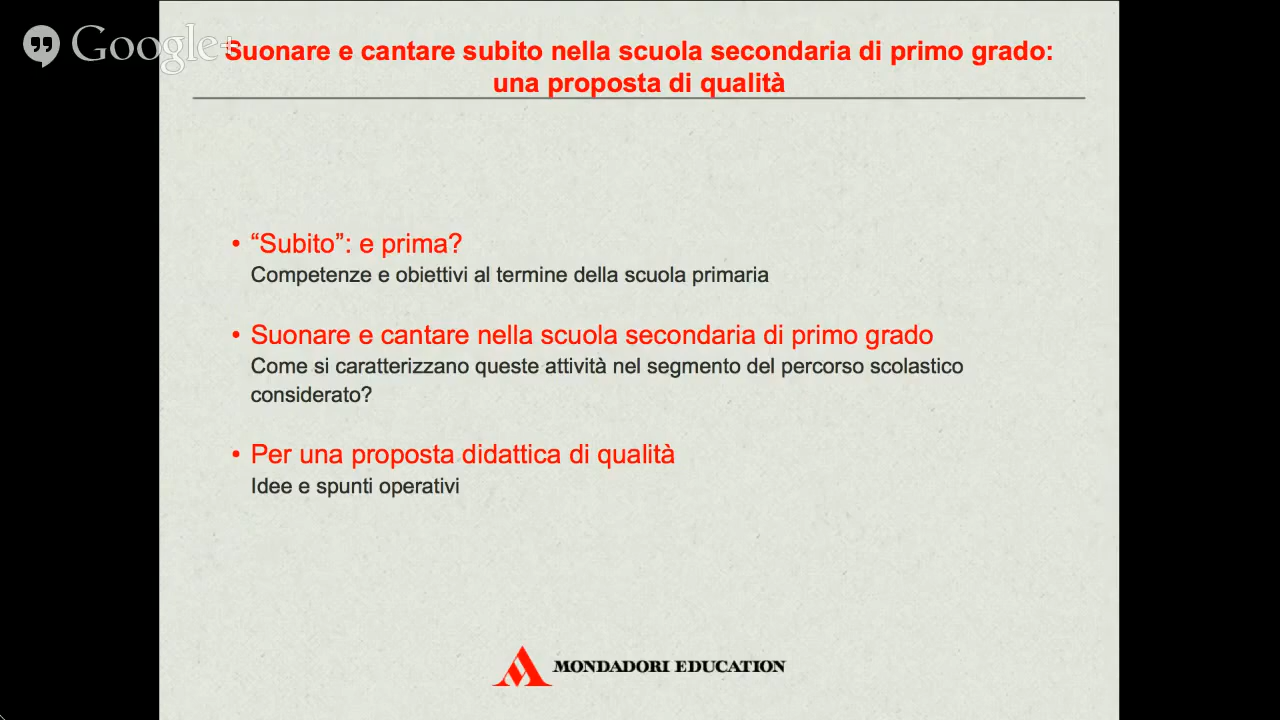 Google+
Suonare e cantare subito nella scuola secondaria di primo grado:
una proposta di qualità
• “Subito”: e prima?
Competenze e obiettivi al termine della scuola primaria
• Suonare e cantare nella scuola secondaria di primo grado
Come si caratterizzano queste attività nel segmento del percorso scolastico
considerato?
• Per una proposta didattica di qualità
Idee e spunti operativi
MONDADORI EDUCATION